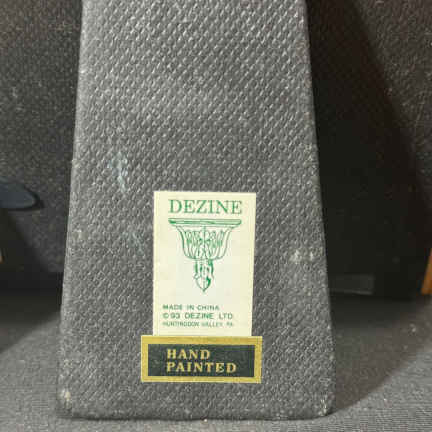 DEZINE
MADE IN CHINA
© 93 DEZINE LTD.
HUNTINGDON VALLEY, PA
HAND
PAINTED